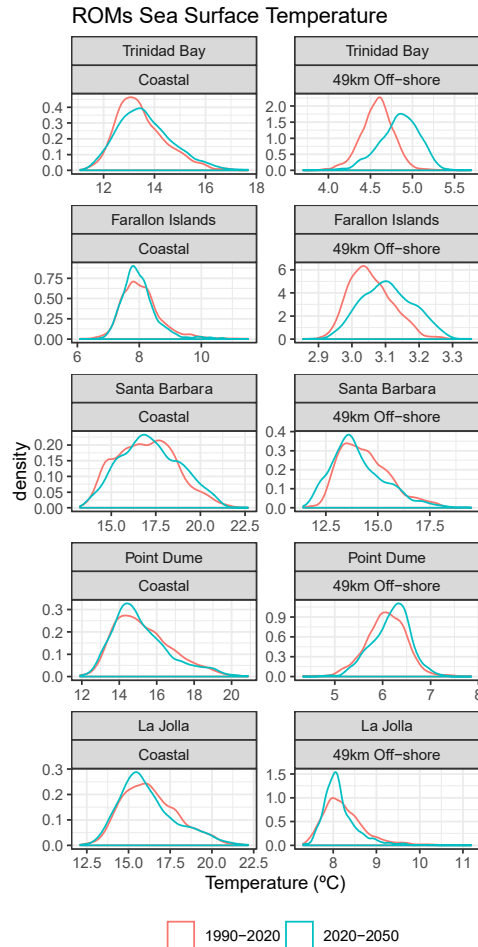 ROMs Sea Surface Temperature
Trinidad Bay Trinidad Bay
Coastal 49km Off−shore
0.4 2.0
0.3 1.5
0.2 1.0
0.1 0.5
0.0 0.0
12 14 16 18 4.0 4.5 5.0 5.5
Farallon Islands Farallon Islands
Coastal 49km Off−shore
0.75 6
0.50 4
0.25 2
0.00 0
6 8 10 2.9 3.0 3.1 3.2 3.3
Santa Barbara Santa Barbara
Coastal 49km Off−shore
density
0.20 0.4
0.15 0.3
0.10 0.2
0.05 0.1
0.00 0.0
15.0 17.5 20.0 22.5 12.5 15.0 17.5
Point Dume Point Dume
Coastal 49km Off−shore
0.3 0.9
0.2 0.6
0.1 0.3
0.0 0.0
12 14 16 18 20 5 6 7 8
La Jolla La Jolla
Coastal 49km Off−shore
0.3 1.5
0.2 1.0
0.1 0.5
0.0 0.0
12.5 15.0 17.5 20.0 22.5 8 9 10 11
Temperature (ºC)
1990−2020 2020−2050